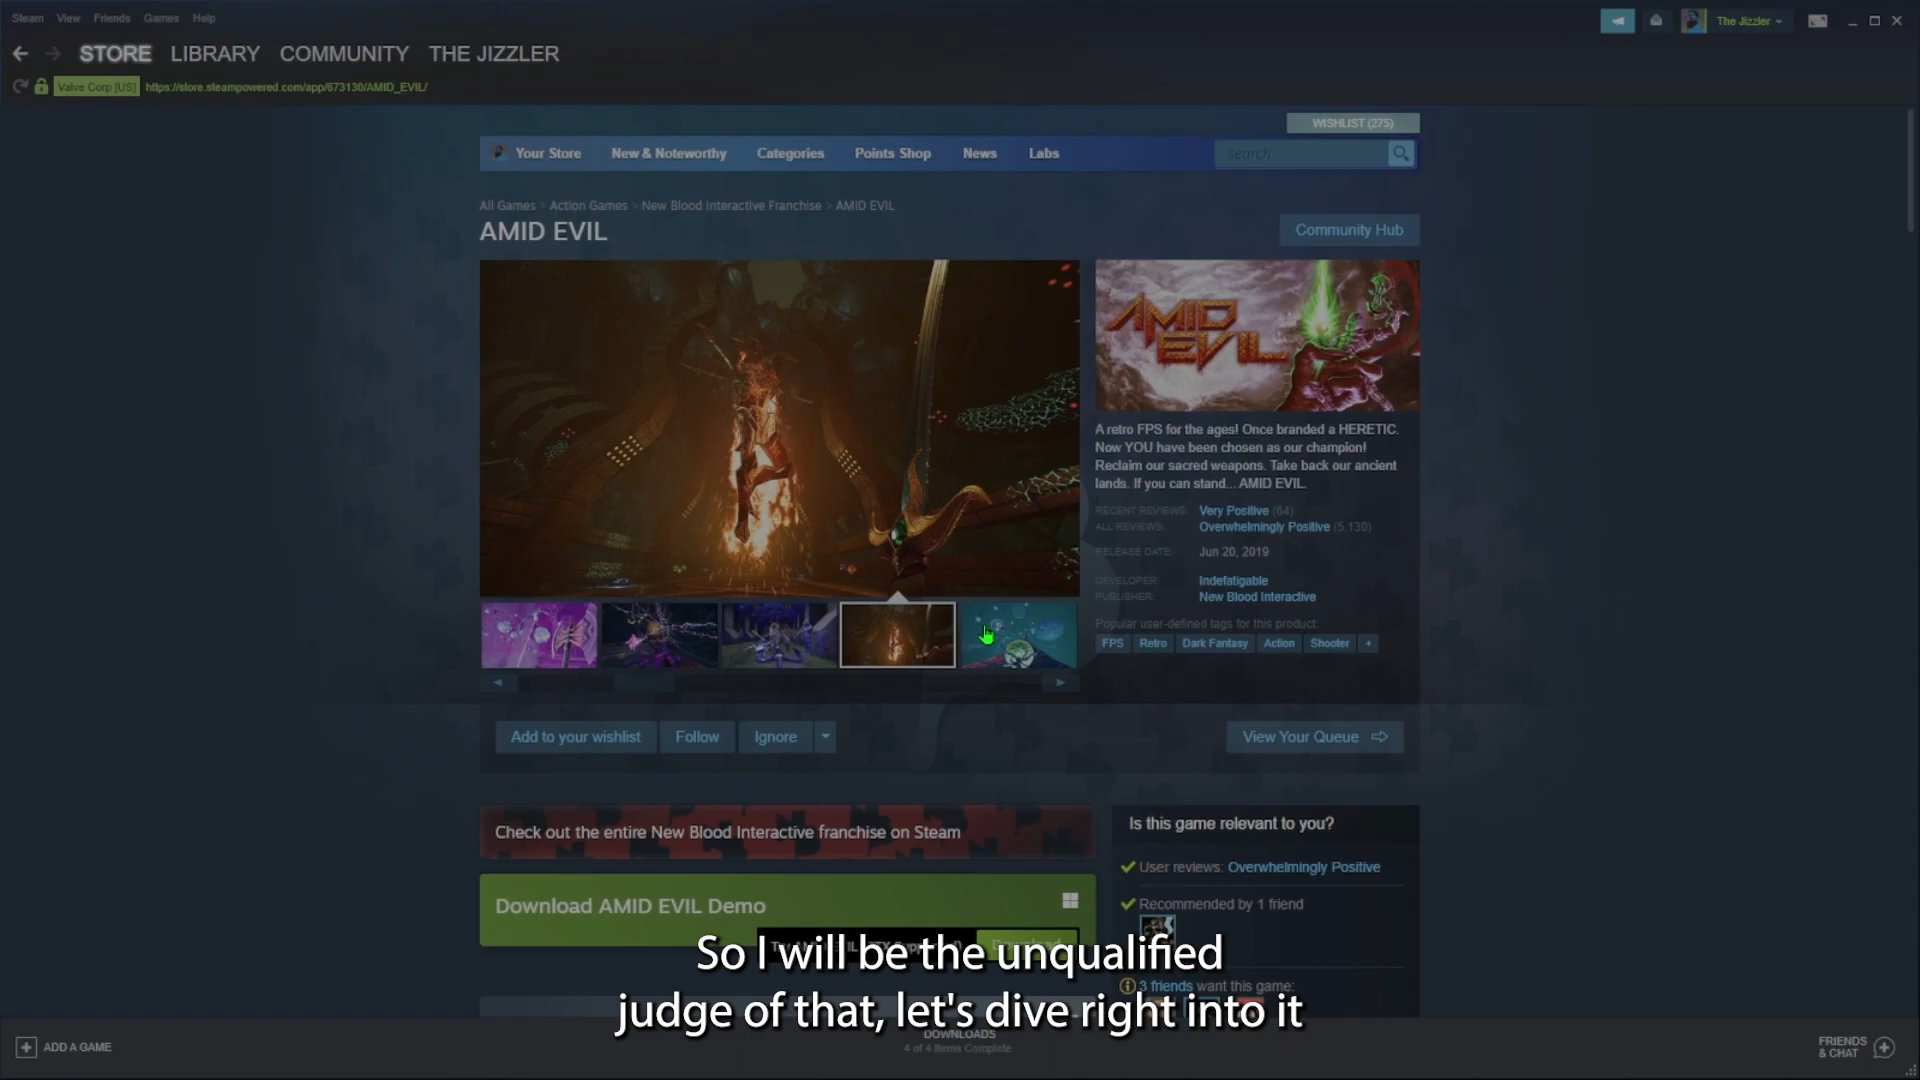 Steam View Friends Games Help
The Jizzler
STORE LIBRARY COMMUNITY THE JIZZLER
Valve Corp [US] https://store.steampowered.com/app/673130/AMID_EVIL/
WISHLIST (275)
Your Store New & Noteworthy Categories Points Shop News Labs search
All Games > Action Games > New Blood Interactive Franchise > AMID EVIL
AMID EVIL
Community Hub
AMID
EVIL
A retro FPS for the ages! Once branded a HERETIC.
Now YOU have been chosen as our champion!
Reclaim our sacred weapons. Take back our ancient
lands. If you can stand... AMID EVIL.
RECENT REVIEWS: Very Positive (64)
ALL REVIEWS: Overwhelmingly Positive (5,130)
RELEASE DATE: Jun 20, 2019
DEVELOPER: Indefatigable
PUBLISHER: New Blood Interactive
Popular user-defined tags for this product:
FPS Retro Dark Fantasy Action Shooter +
Add to your wishlist Follow Ignore
View Your Queue
Check out the entire New Blood Interactive franchise on Steam
Is this game relevant to you?
User reviews: Overwhelmingly Positive
Download AMID EVIL Demo
Recommended by 1 friend
Download
3 friends want this game:
So I will be the unqualified
judge of that, let's dive right into it
ADD A GAME
DOWNLOADS
4 of 4 Items Complete
FRIENDS
& CHAT